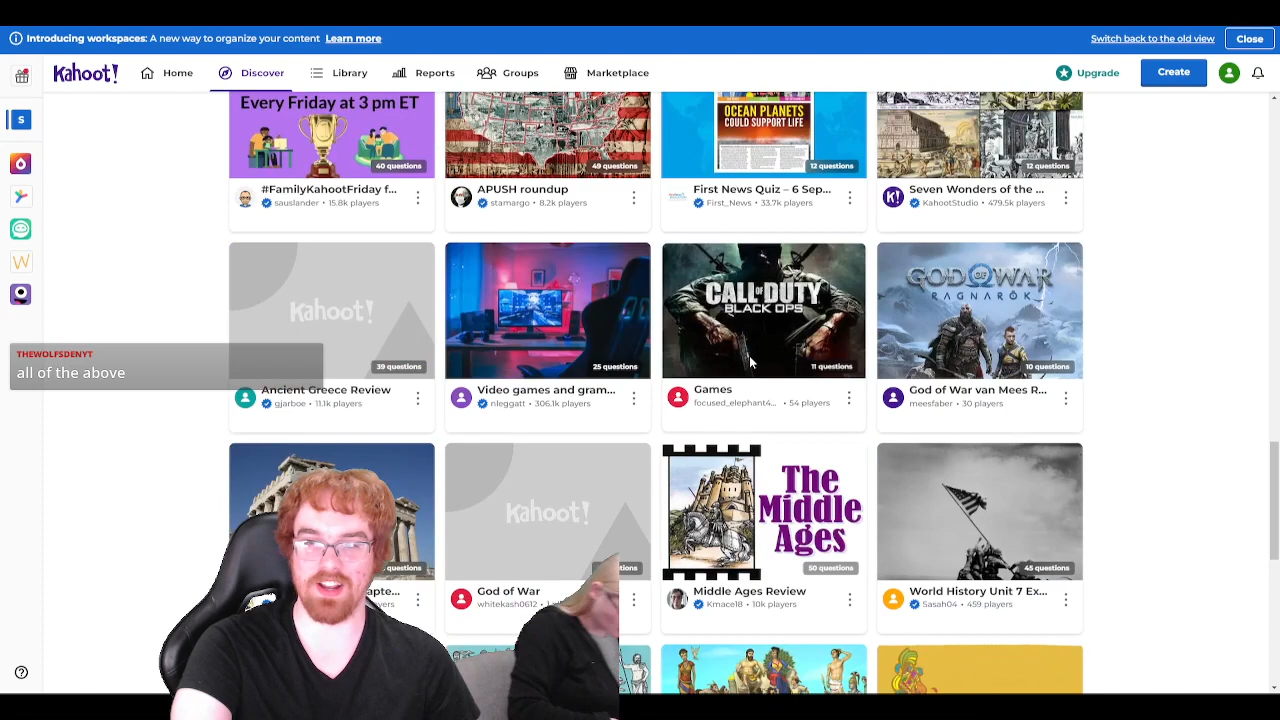 Introducing workspaces: A new way to organize your content Learn more
Switch back to the old view
Close
Kahoot!
Home
Discover
Library
Reports
Groups
Marketplace
Upgrade
Create
S
W
Every Friday at 3 pm ET
40 questions
49 questions
OCEAN PLANETS
COULD SUPPORT LIFE
12 questions
12 questions
#FamilyKahootFriday f...
sauslander • 15.8k players
APUSH roundup
stamargo • 8.2k players
First News Quiz – 6 Sep...
First_News • 33.7k players
K!
Seven Wonders of the ...
KahootStudio • 479.5k players
Kahoot!
39 questions
25 questions
CALL OF DUTY
BLACK OPS
11 questions
GOD OF WAR
RAGNARÖK
10 questions
THEWOLFSDENYT
all of the above
Ancient Greece Review
gjarboe • 11.1k players
Video games and gram...
nleggatt • 306.1k players
Games
focused_elephant4... • 54 players
God of War van Mees R...
meesfaber • 30 players
questions
Kahoot!
The
Middle
Ages
50 questions
45 questions
God of War
whitekash0612
Middle Ages Review
Kmace18 • 10k players
World History Unit 7 Ex...
Sasah04 • 459 players